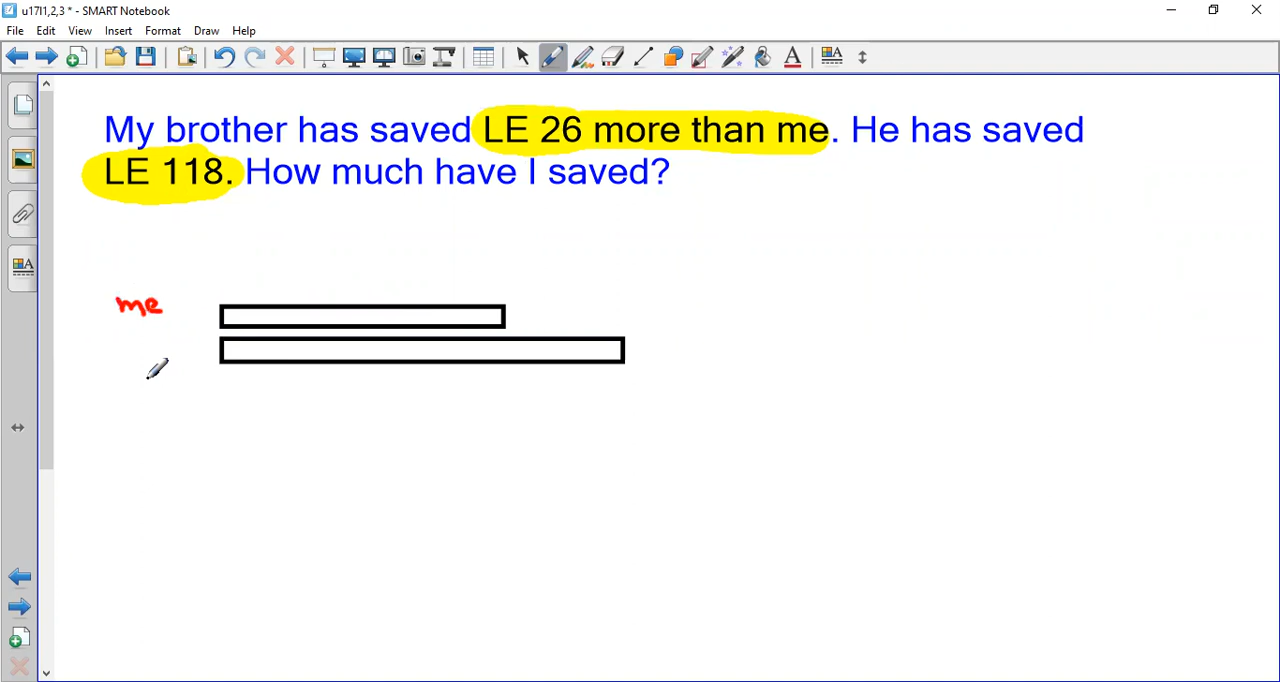 u17l1,2,3 * - SMART Notebook
File Edit View Insert Format Draw Help
My brother has saved LE 26 more than me. He has saved
LE 118. How much have I saved?
me